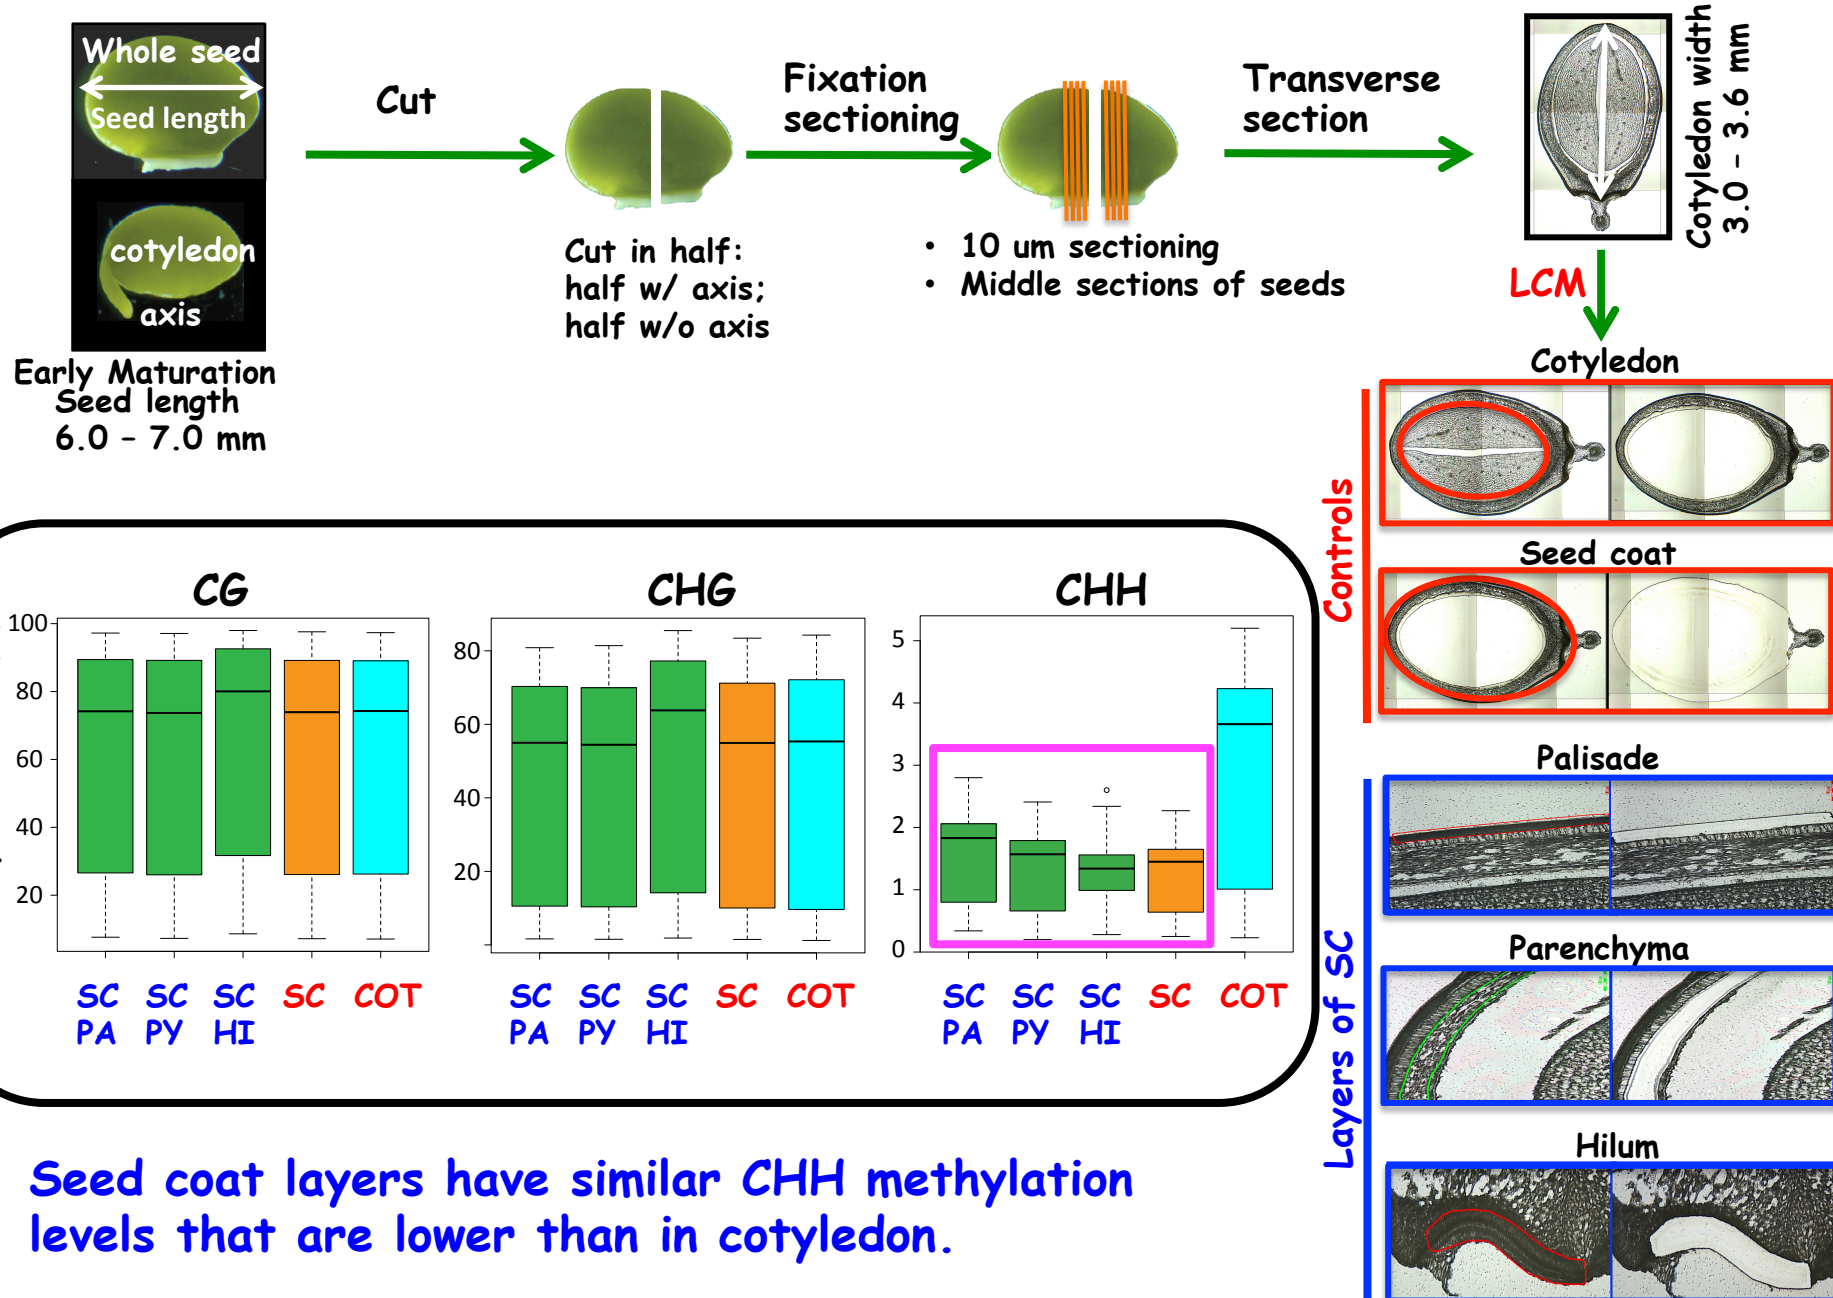 Whole seed
Seed length
cotyledon
axis
Early Maturation
Seed length
6.0 – 7.0 mm
Cut
Cut in half:
half w/ axis;
half w/o axis
Fixation
sectioning
• 10 um sectioning
• Middle sections of seeds
Transverse
section
Cotyledon width
3.0 – 3.6 mm
LCM
Controls
Cotyledon
Seed coat
Layers of SC
Palisade
Parenchyma
Hilum
CG
100
80
60
40
20
SC PA
SC PY
SC HI
SC
COT
CHG
80
60
40
20
SC PA
SC PY
SC HI
SC
COT
CHH
5
4
3
2
1
0
SC PA
SC PY
SC HI
SC
COT
Seed coat layers have similar CHH methylation
levels that are lower than in cotyledon.